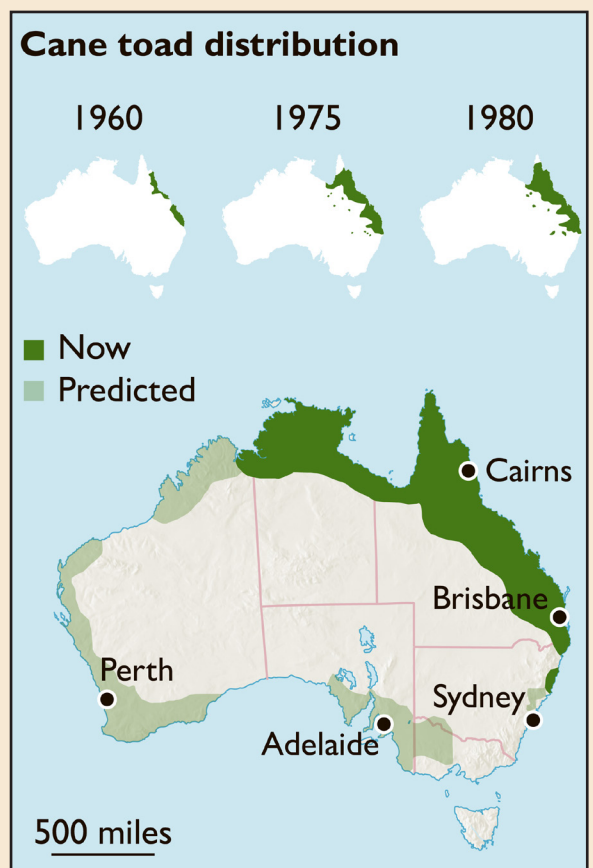 Cane toad distribution
1960
1975
1980
Now
Predicted
Cairns
Brisbane
Perth
Sydney
Adelaide
500 miles